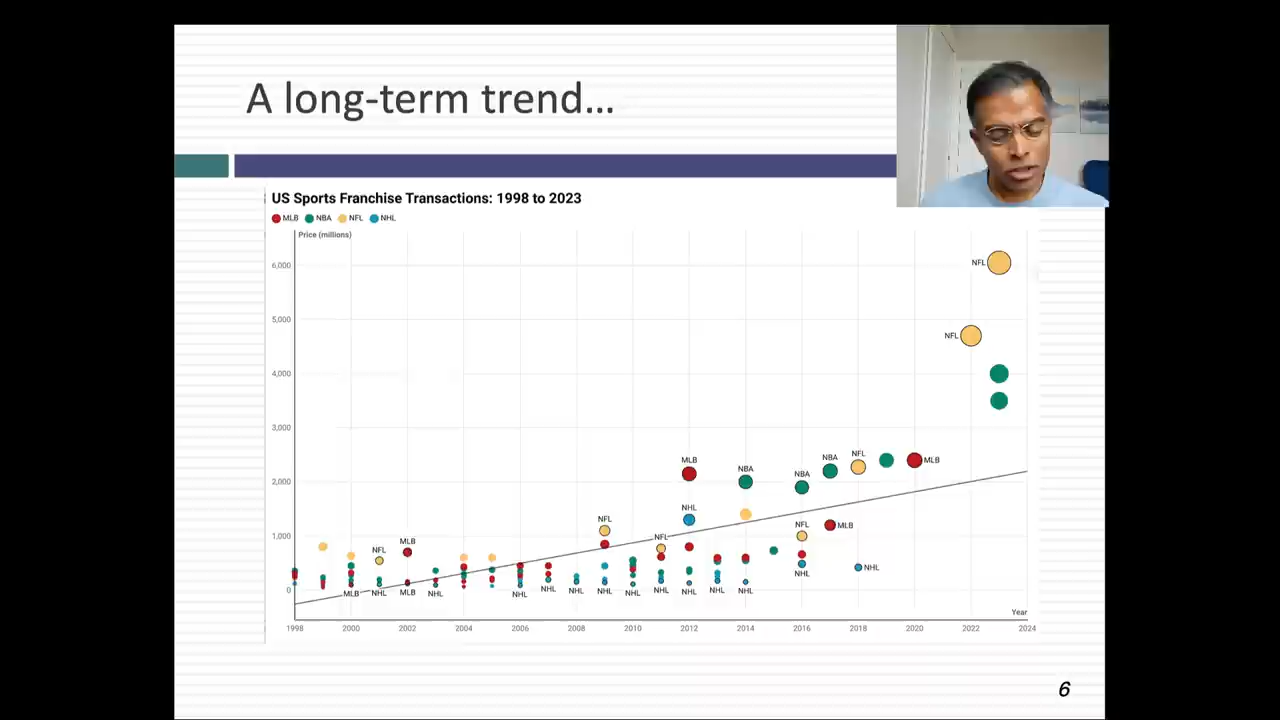 A long-term trend...
US Sports Franchise Transactions: 1998 to 2023
MLB NBA NFL NHL
Price (millions)
6,000
NFL
5,000
NFL
4,000
3,000
MLB NBA NBA NBA NFL MLB
2,000
NHL
NFL
1,000
NFL NFL MLB
NFL MLB
NHL NHL
0
MLB NHL MLB NHL NHL NHL NHL NHL NHL NHL NHL NHL NHL
Year
1998 2000 2002 2004 2006 2008 2010 2012 2014 2016 2018 2020 2022 2024
6